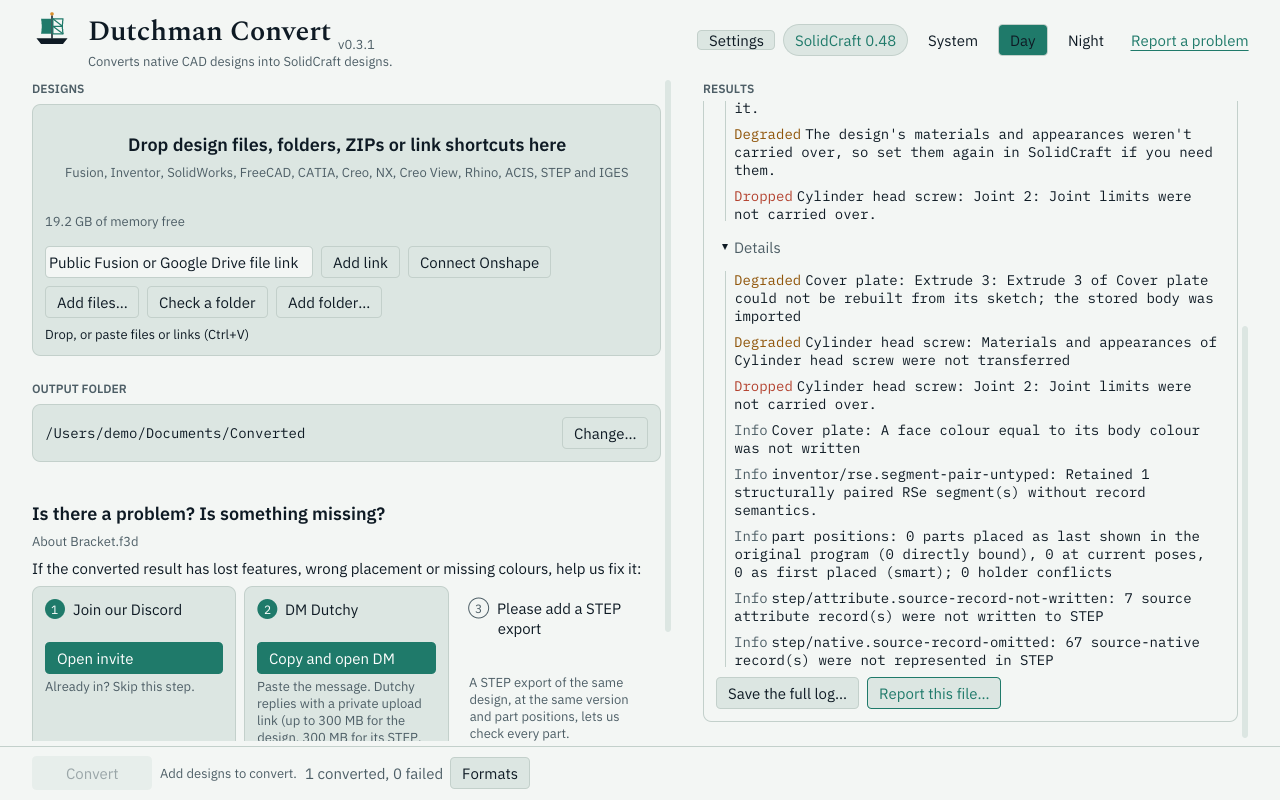 Dutchman Convert v0.3.1
Converts native CAD designs into SolidCraft designs.
Settings
SolidCraft 0.48
System
Day
Night
Report a problem
DESIGNS
Drop design files, folders, ZIPs or link shortcuts here
Fusion, Inventor, SolidWorks, FreeCAD, CATIA, Creo, NX, Creo View, Rhino, ACIS, STEP and IGES
19.2 GB of memory free
Public Fusion or Google Drive file link
Add link
Connect Onshape
Add files...
Check a folder
Add folder...
Drop, or paste files or links (Ctrl+V)
OUTPUT FOLDER
/Users/demo/Documents/Converted
Change...
Is there a problem? Is something missing?
About Bracket.f3d
If the converted result has lost features, wrong placement or missing colours, help us fix it:
1 Join our Discord
Open invite
Already in? Skip this step.
2 DM Dutchy
Copy and open DM
Paste the message. Dutchy
replies with a private upload
link (up to 300 MB for the
design, 300 MB for its STEP.
3 Please add a STEP
export
A STEP export of the same
design, at the same version
and part positions, lets us
check every part.
RESULTS
it.
Degraded The design's materials and appearances weren't
carried over, so set them again in SolidCraft if you need
them.
Dropped Cylinder head screw: Joint 2: Joint limits were
not carried over.
▼ Details
Degraded Cover plate: Extrude 3: Extrude 3 of Cover plate
could not be rebuilt from its sketch; the stored body was
imported
Degraded Cylinder head screw: Materials and appearances of
Cylinder head screw were not transferred
Dropped Cylinder head screw: Joint 2: Joint limits were
not carried over.
Info Cover plate: A face colour equal to its body colour
was not written
Info inventor/rse.segment-pair-untyped: Retained 1
structurally paired RSe segment(s) without record
semantics.
Info part positions: 0 parts placed as last shown in the
original program (0 directly bound), 0 at current poses,
0 as first placed (smart); 0 holder conflicts
Info step/attribute.source-record-not-written: 7 source
attribute record(s) were not written to STEP
Info step/native.source-record-omitted: 67 source-native
record(s) were not represented in STEP
Save the full log...
Report this file...
Convert
Add designs to convert.
1 converted, 0 failed
Formats